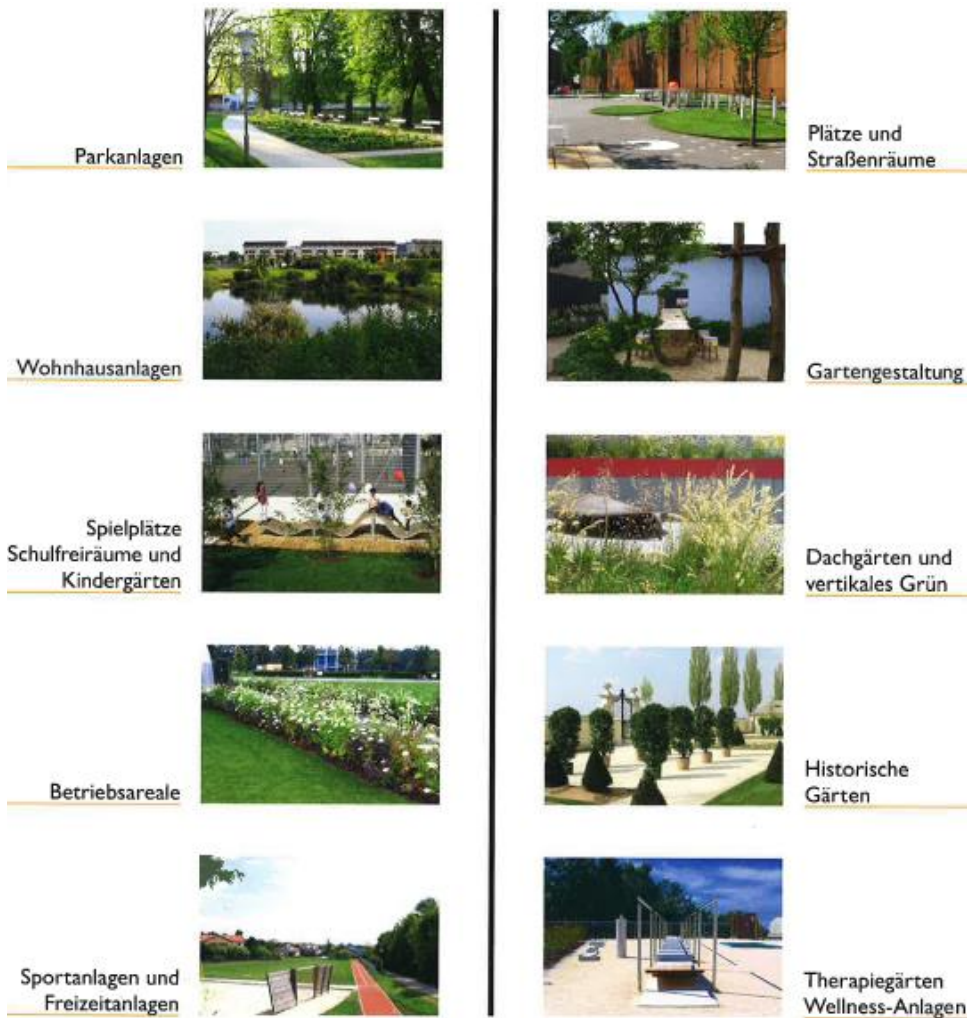 Parkanlagen
Plätze und
Straßenräume
Wohnhausanlagen
Gartengestaltung
Spielplätze
Schulfreiräume und
Kindergärten
Dachgärten und
vertikales Grün
Betriebsareale
Historische
Gärten
Sportanlagen und
Freizeitanlagen
Therapiegärten
Wellness-Anlagen